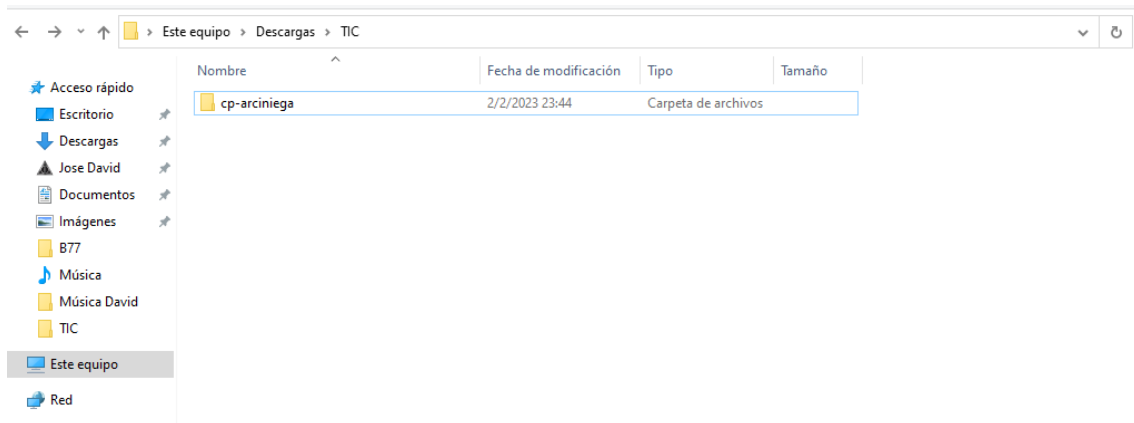 Este equipo > Descargas > TIC
Nombre Fecha de modificación Tipo Tamaño
cp-arciniega 2/2/2023 23:44 Carpeta de archivos
Acceso rápido
Escritorio
Descargas
Jose David
Documentos
Imágenes
B77
Música
Música David
TIC
Este equipo
Red